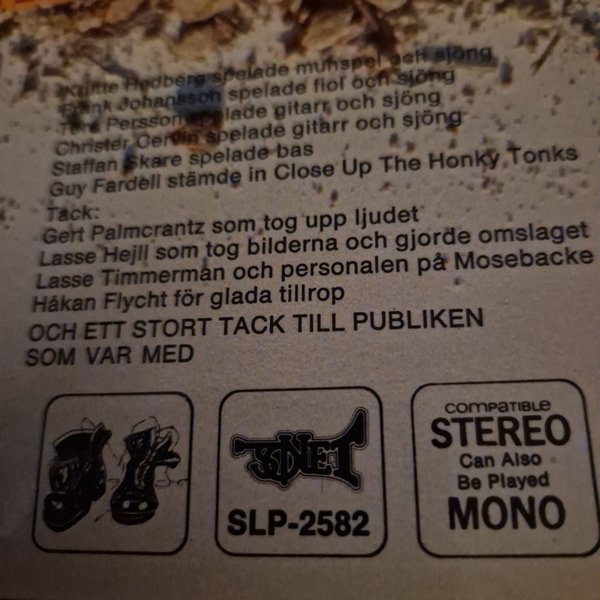 Hedberg spelade munspel och sjöng
Johansson spelade fiol och sjöng
Persson spelade gitarr och sjöng
Christer Cervin spelade gitarr och sjöng
Staffan Skare spelade bas
Guy Fardell stämde in Close Up The Honky Tonks
Tack:
Gert Palmcrantz som tog upp ljudet
Lasse Hejll som tog bilderna och gjorde omslaget
Lasse Timmerman och personalen på Mosebacke
Håkan Flycht för glada tillrop
OCH ETT STORT TACK TILL PUBLIKEN
SOM VAR MED
SLP-2582
COMPATIBLE
STEREO
Can Also
Be Played
MONO